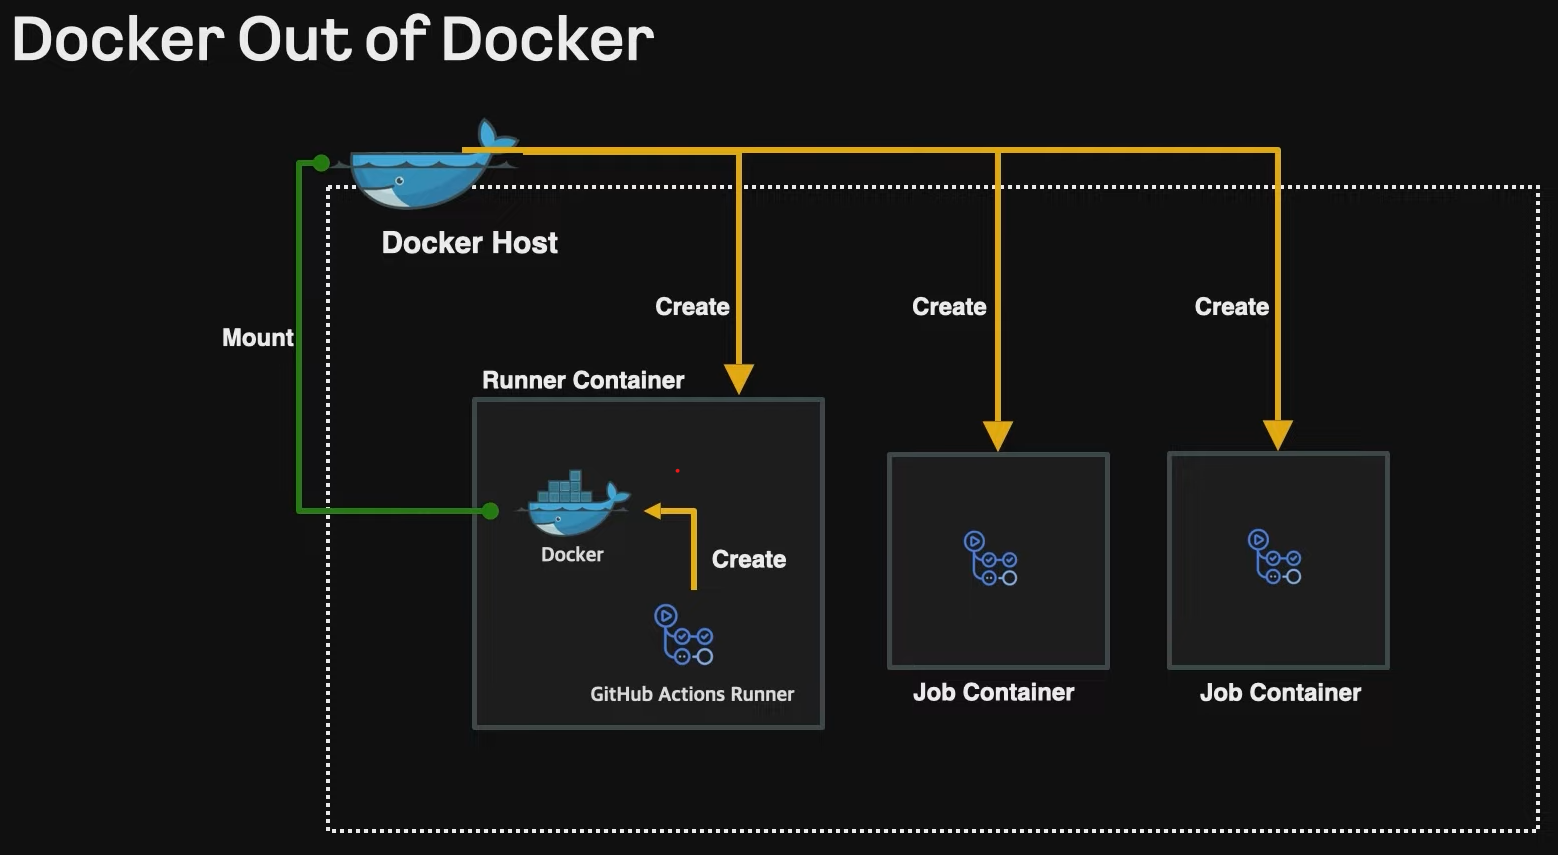 Docker Out of Docker
Docker Host
Create
Create
Create
Mount
Runner Container
Docker
Create
GitHub Actions Runner
Job Container
Job Container